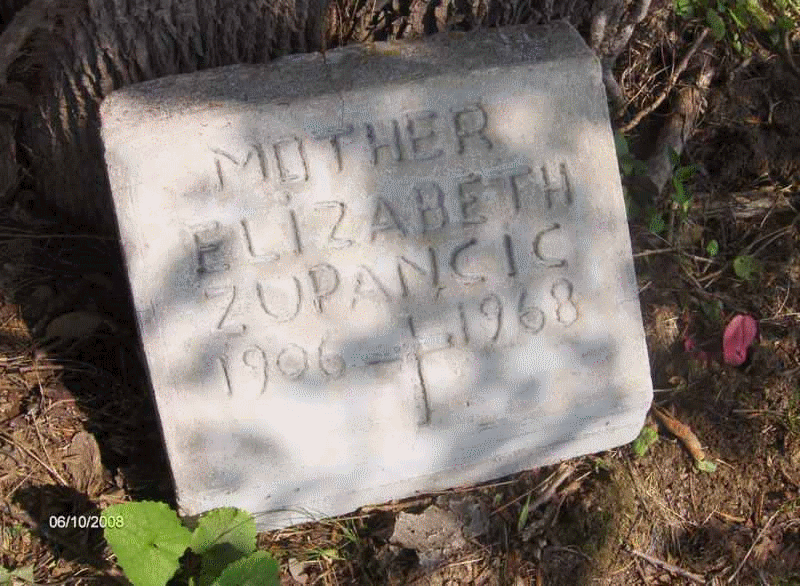 MOTHER
ELIZABETH
ZUPANCIC
1906 - 1968
06/10/2008